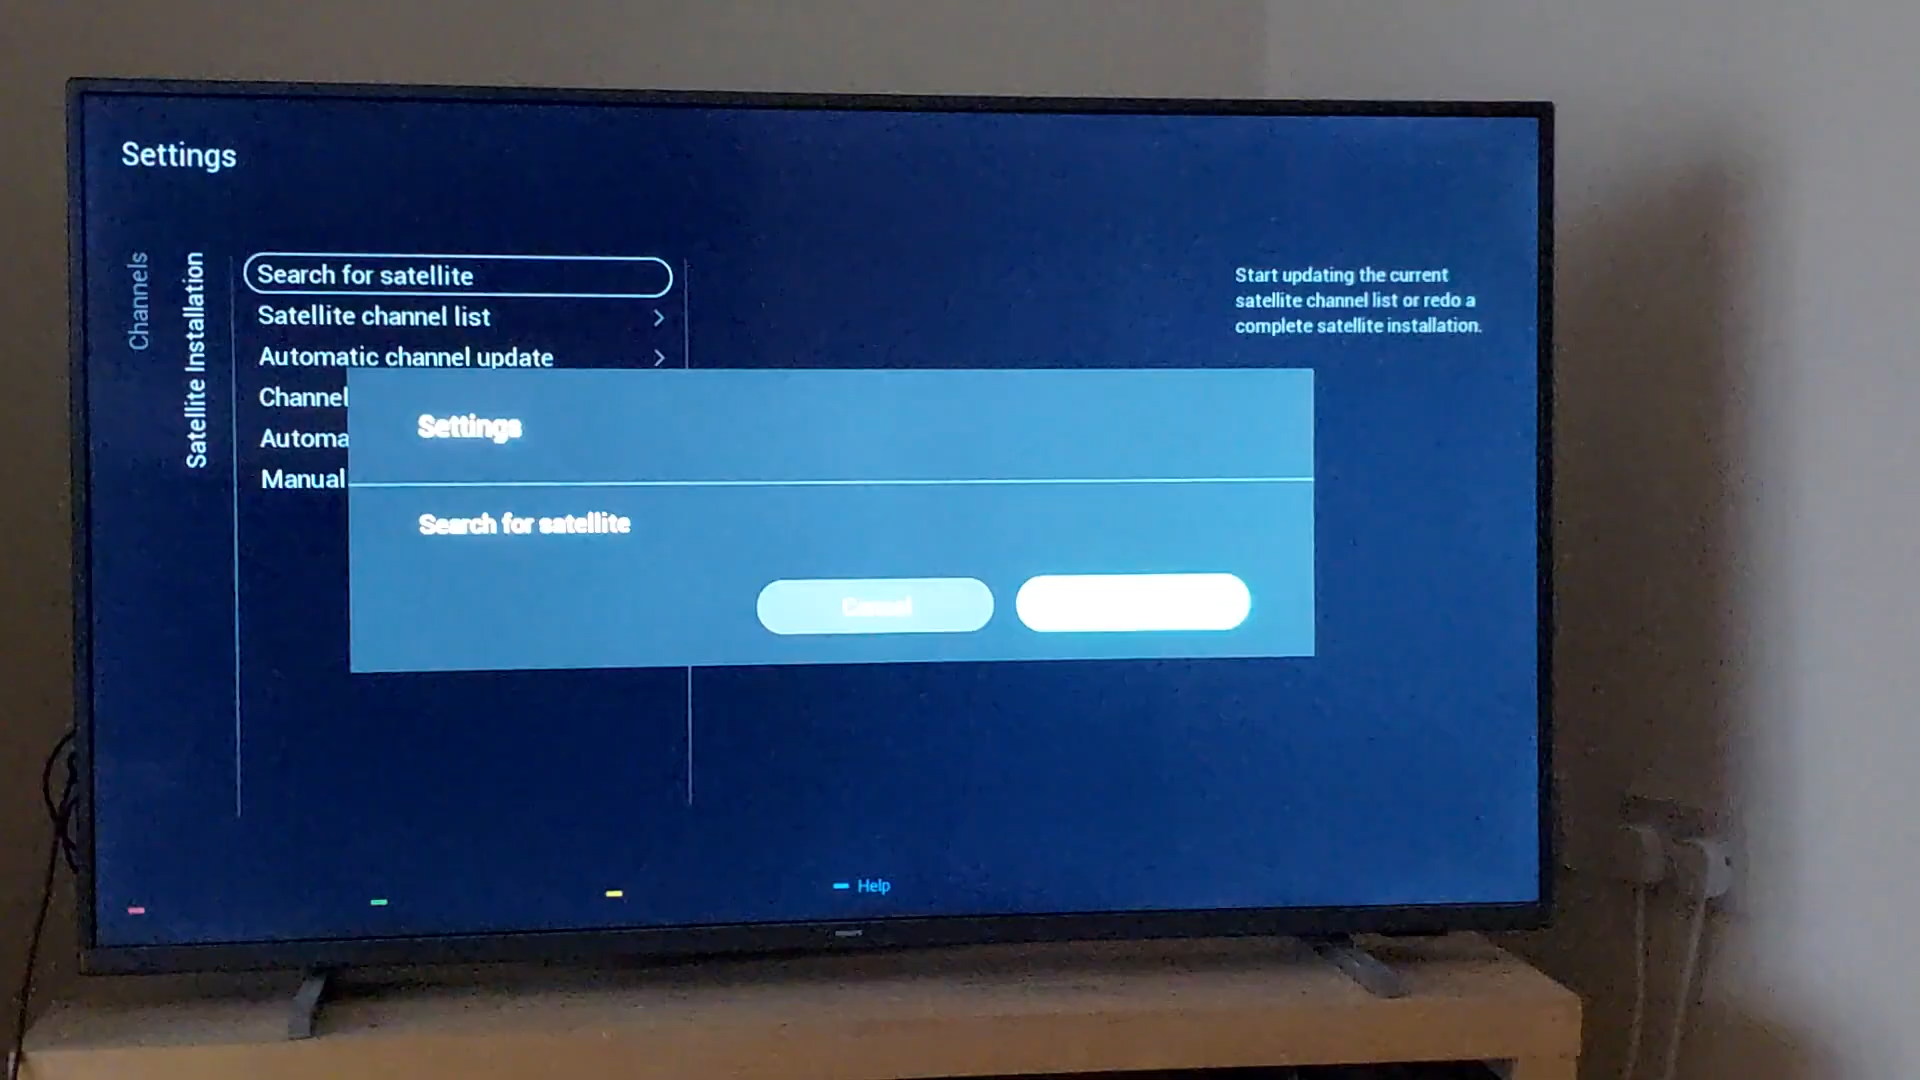 Settings
Channels
Satellite Installation
Search for satellite
Satellite channel list
Automatic channel update
Channel
Automa
Manual
Start updating the current
satellite channel list or redo a
complete satellite installation.
Settings
Search for satellite
Cancel
Help